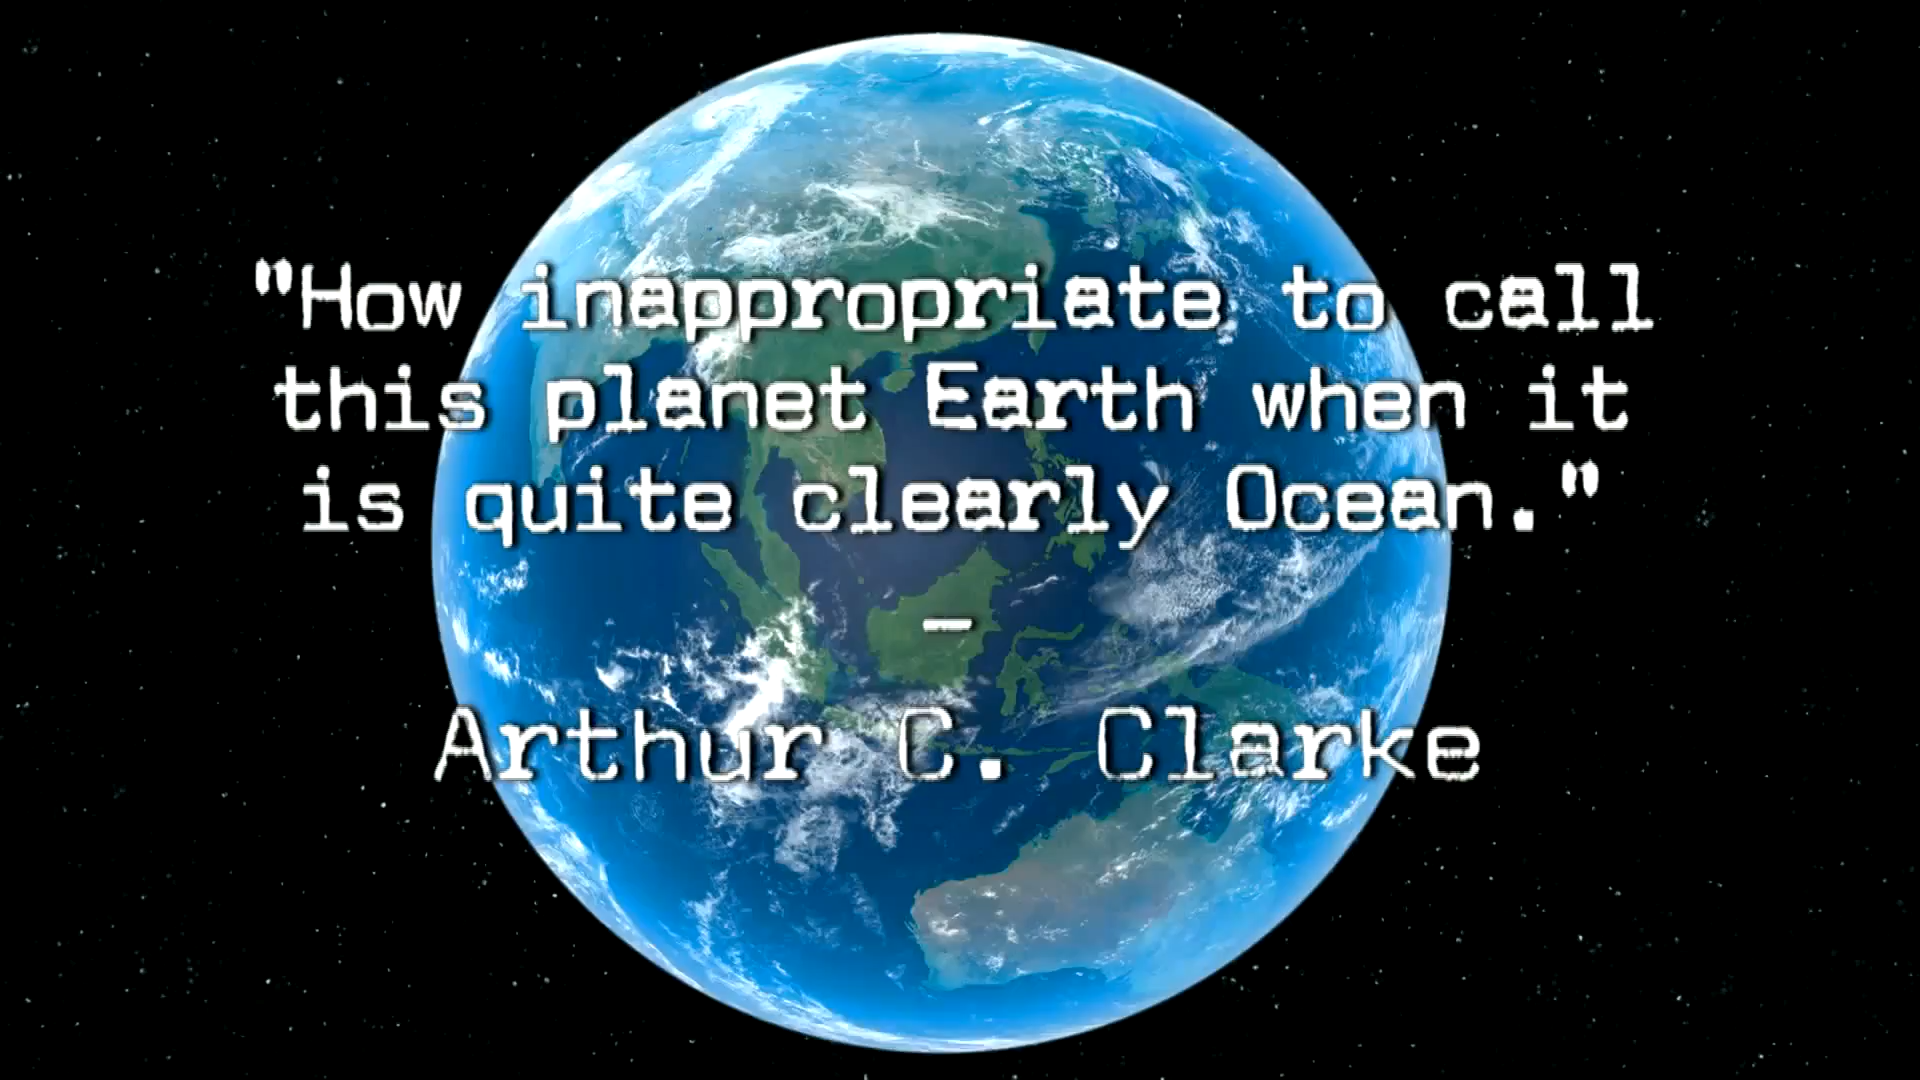 "How inappropriate to call
this planet Earth when it
is quite clearly Ocean."
-
Arthur C. Clarke